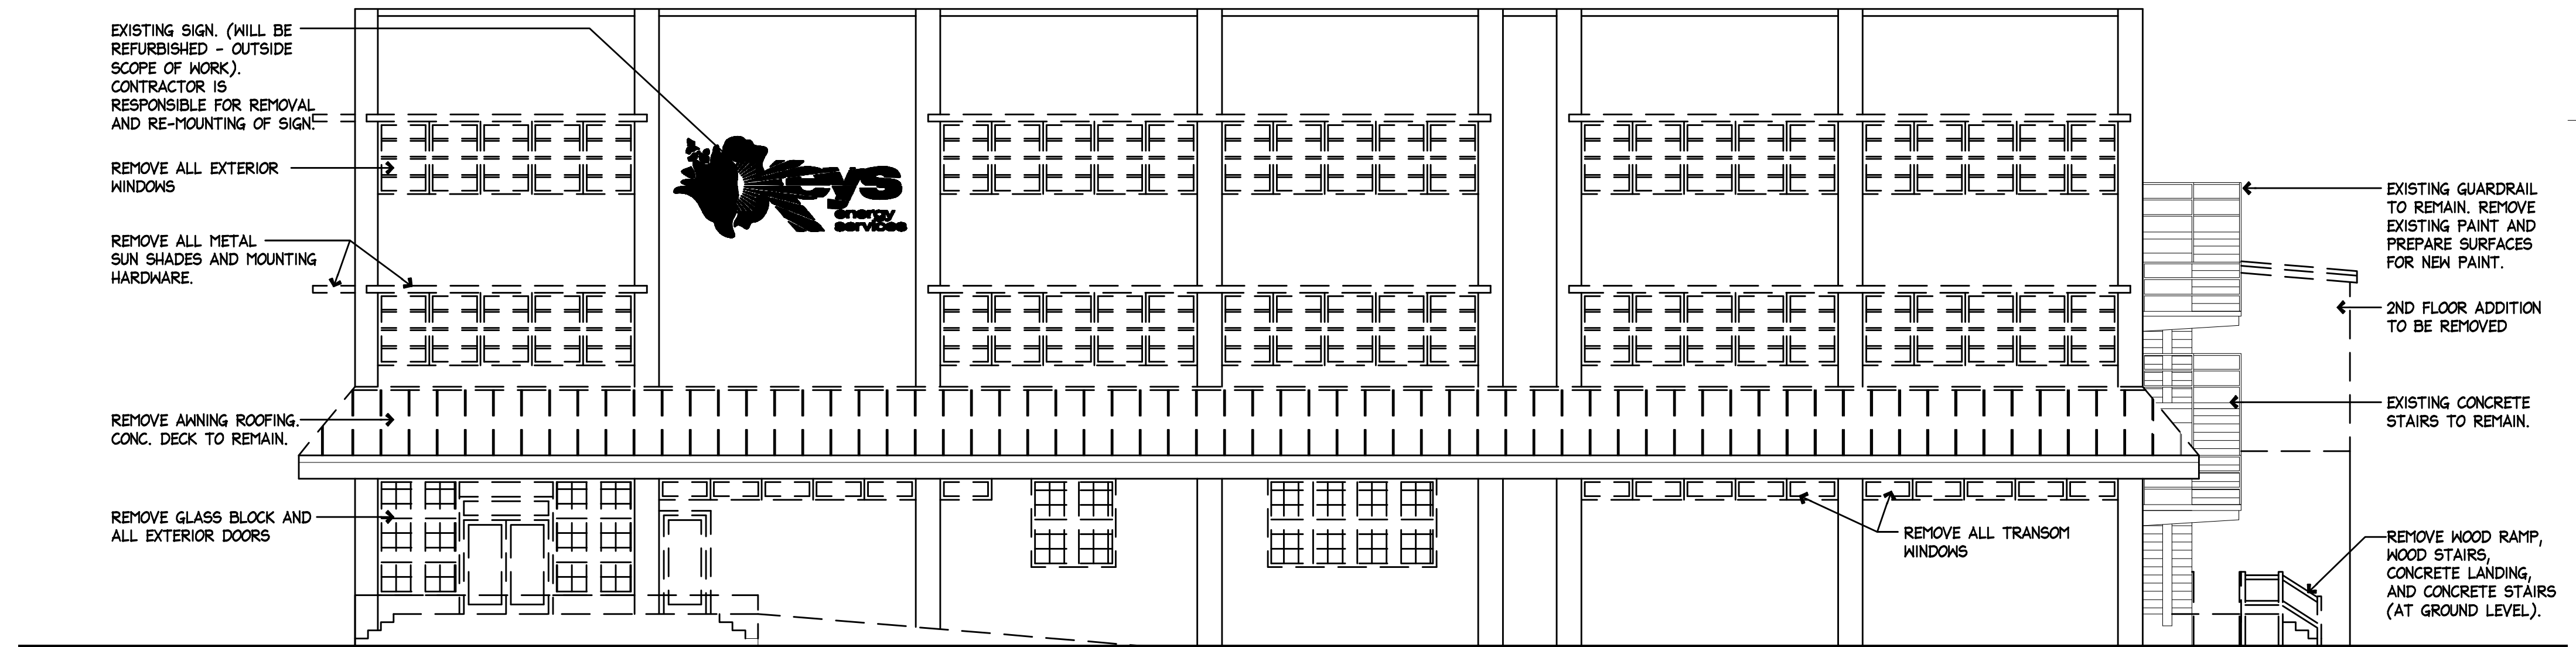 EXISTING SIGN. (WILL BE
REFURBISHED - OUTSIDE
SCOPE OF WORK).
CONTRACTOR IS
RESPONSIBLE FOR REMOVAL
AND RE-MOUNTING OF SIGN.
REMOVE ALL EXTERIOR
WINDOWS
REMOVE ALL METAL
SUN SHADES AND MOUNTING
HARDWARE.
REMOVE AWNING ROOFING.
CONC. DECK TO REMAIN.
REMOVE GLASS BLOCK AND
ALL EXTERIOR DOORS
Keys
energy
services
REMOVE ALL TRANSOM
WINDOWS
EXISTING GUARDRAIL
TO REMAIN. REMOVE
EXISTING PAINT AND
PREPARE SURFACES
FOR NEW PAINT.
2ND FLOOR ADDITION
TO BE REMOVED
EXISTING CONCRETE
STAIRS TO REMAIN.
REMOVE WOOD RAMP,
WOOD STAIRS,
CONCRETE LANDING,
AND CONCRETE STAIRS
(AT GROUND LEVEL).